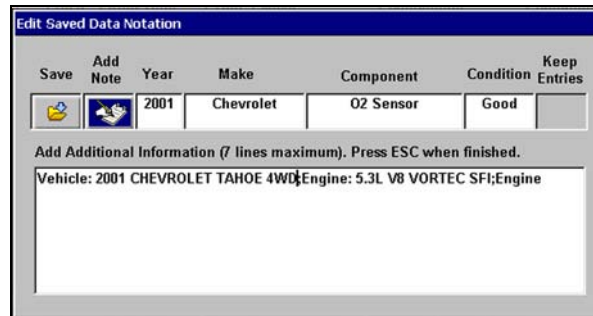 Edit Saved Data Notation
Save Add Note Year Make Component Condition Keep Entries
2001 Chevrolet O2 Sensor Good
Add Additional Information (7 lines maximum). Press ESC when finished.
Vehicle: 2001 CHEVROLET TAHOE 4WD;Engine: 5.3L V8 VORTEC SFI;Engine